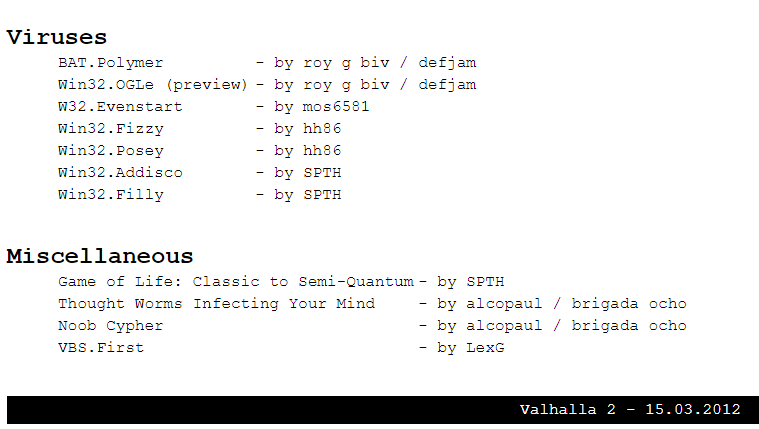 Viruses
BAT.Polymer - by roy g biv / defjam
Win32.OGLe (preview) - by roy g biv / defjam
W32.Evenstart - by mos6581
Win32.Fizzy - by hh86
Win32.Posey - by hh86
Win32.Addisco - by SPTH
Win32.Filly - by SPTH
Miscellaneous
Game of Life: Classic to Semi-Quantum - by SPTH
Thought Worms Infecting Your Mind - by alcopaul / brigada ocho
Noob Cypher - by alcopaul / brigada ocho
VBS.First - by LexG
Valhalla 2 - 15.03.2012